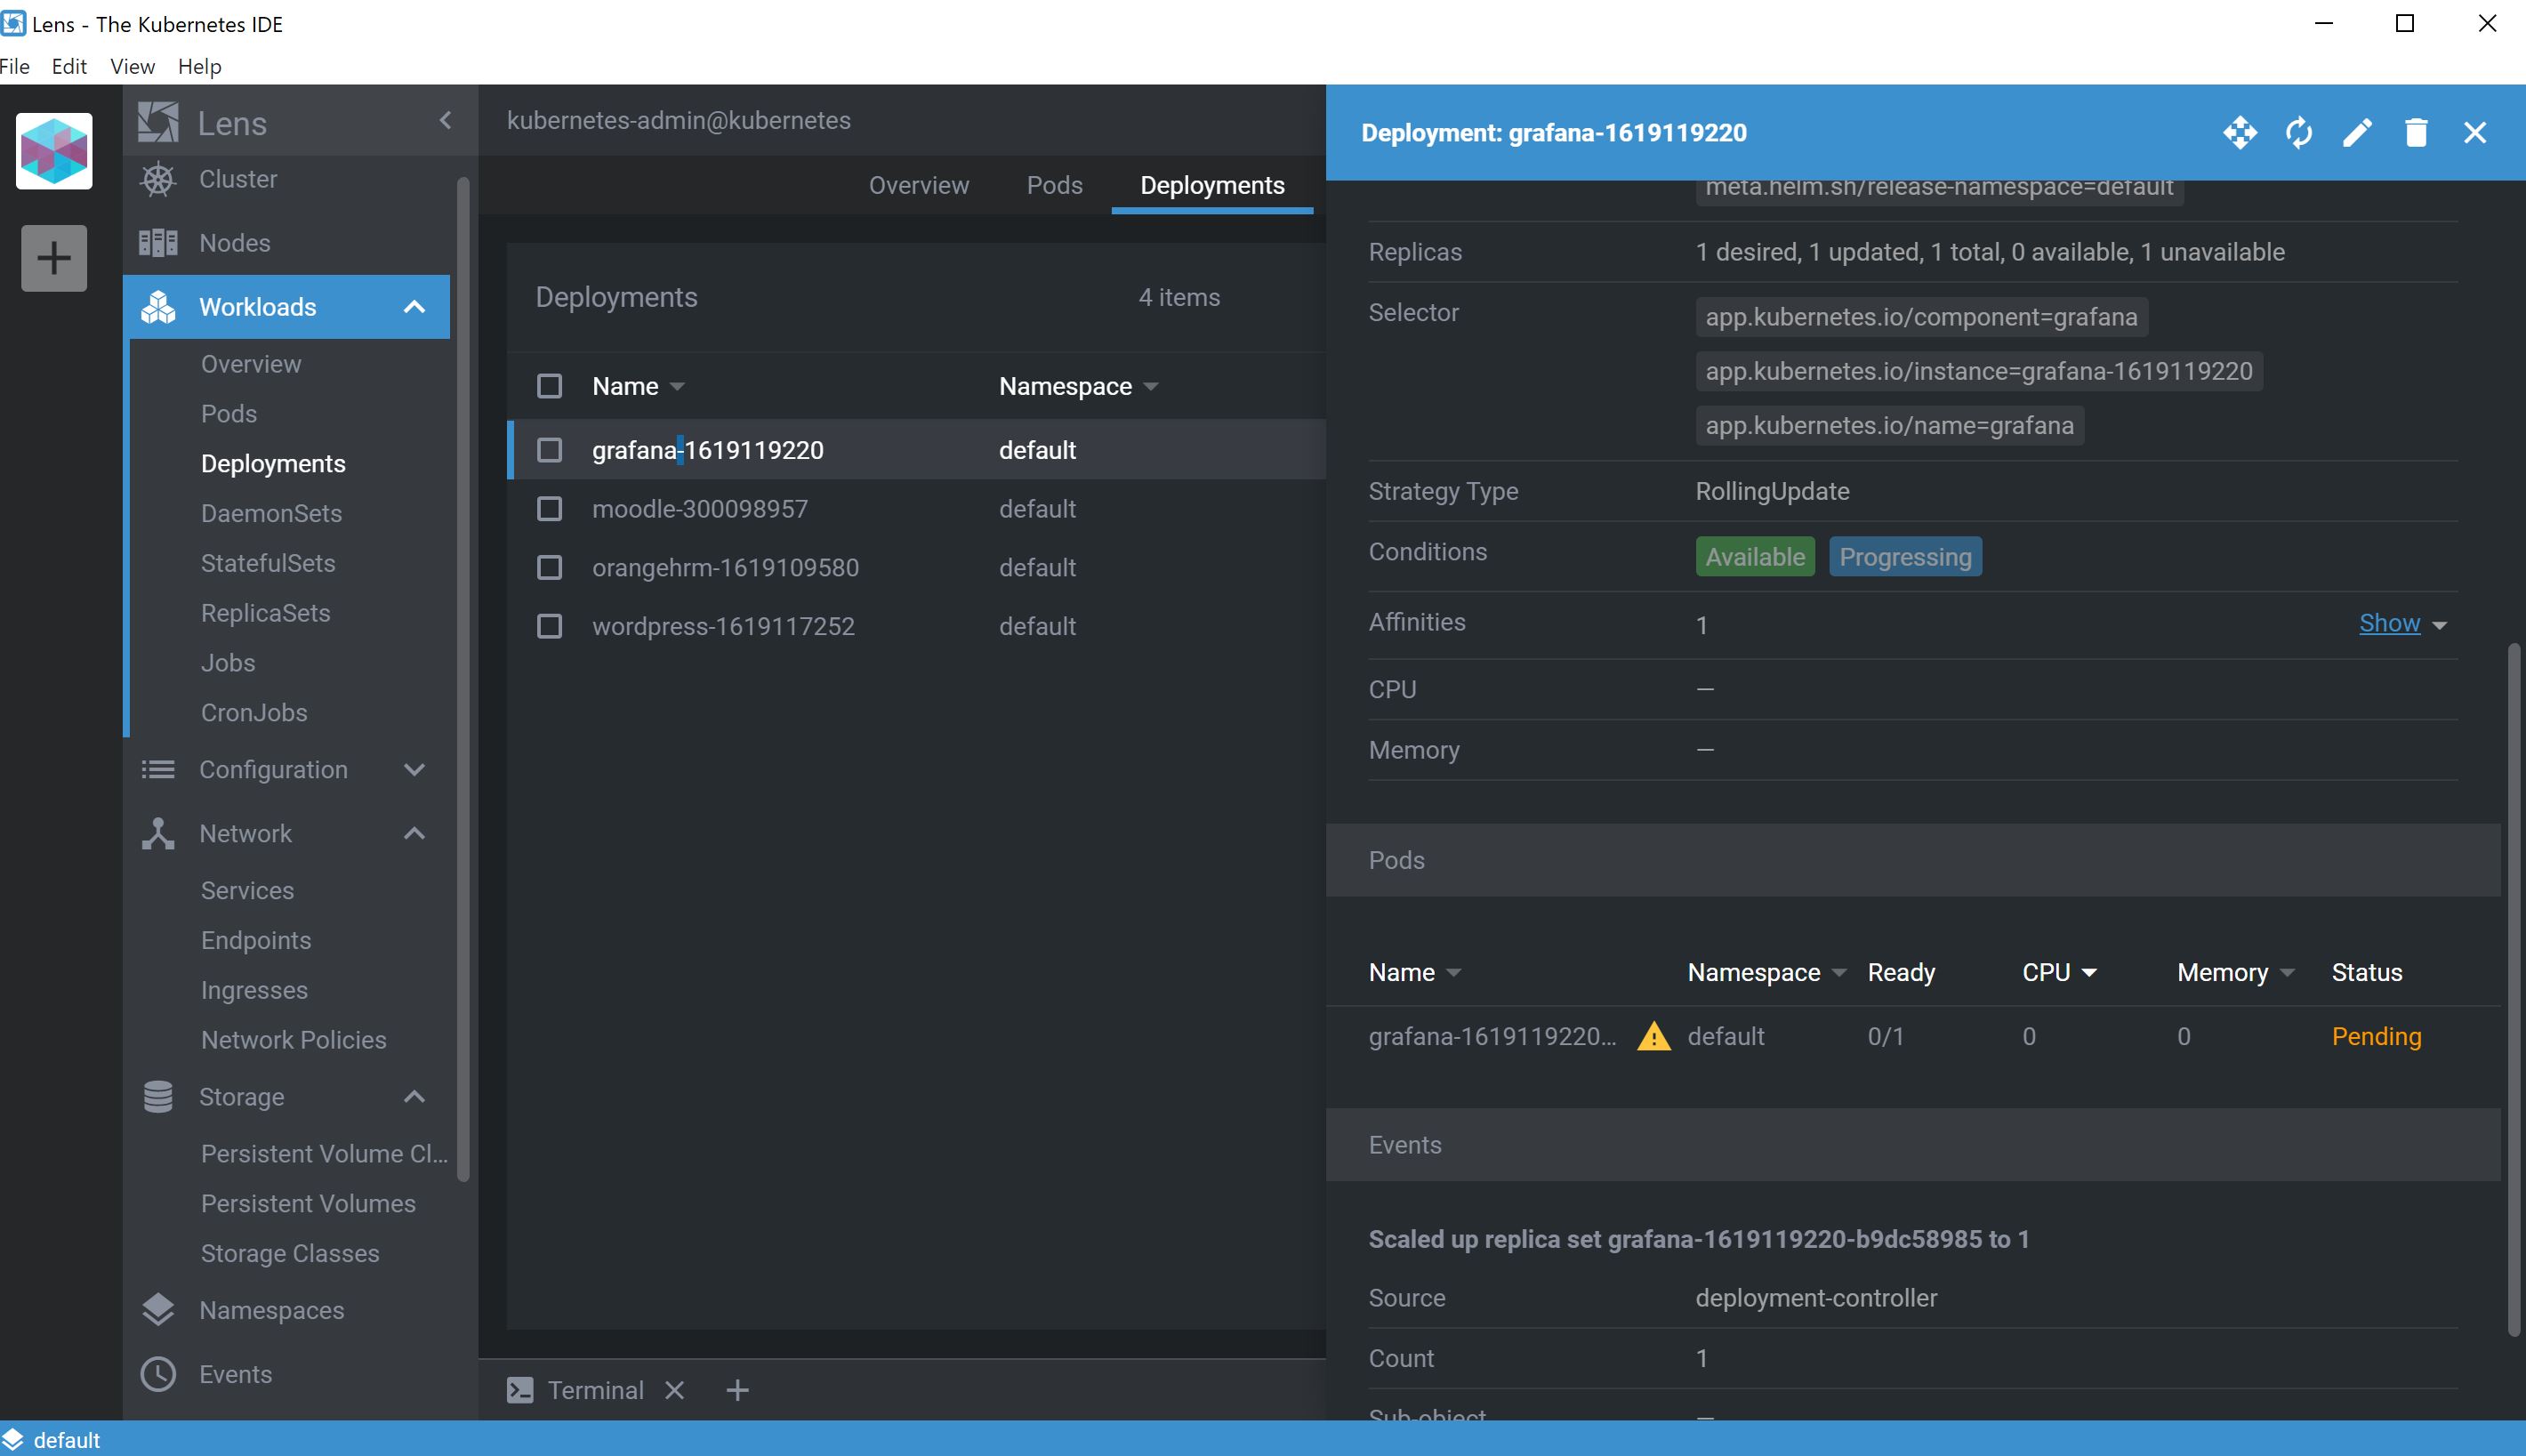 Lens - The Kubernetes IDE
File Edit View Help
Lens
Cluster
Nodes
Workloads
Overview
Pods
Deployments
DaemonSets
StatefulSets
ReplicaSets
Jobs
CronJobs
Configuration
Network
Services
Endpoints
Ingresses
Network Policies
Storage
Persistent Volume Cl...
Persistent Volumes
Storage Classes
Namespaces
Events
kubernetes-admin@kubernetes
Overview Pods Deployments
Deployments 4 items
Name Namespace
grafana-1619119220 default
moodle-300098957 default
orangehrm-1619109580 default
wordpress-1619117252 default
Terminal
Deployment: grafana-1619119220
meta.helm.sh/release-namespace=default
Replicas 1 desired, 1 updated, 1 total, 0 available, 1 unavailable
Selector app.kubernetes.io/component=grafana
app.kubernetes.io/instance=grafana-1619119220
app.kubernetes.io/name=grafana
Strategy Type RollingUpdate
Conditions Available Progressing
Affinities 1 Show
CPU —
Memory —
Pods
Name Namespace Ready CPU Memory Status
grafana-1619119220... default 0/1 0 0 Pending
Events
Scaled up replica set grafana-1619119220-b9dc58985 to 1
Source deployment-controller
Count 1
Sub-object —
default